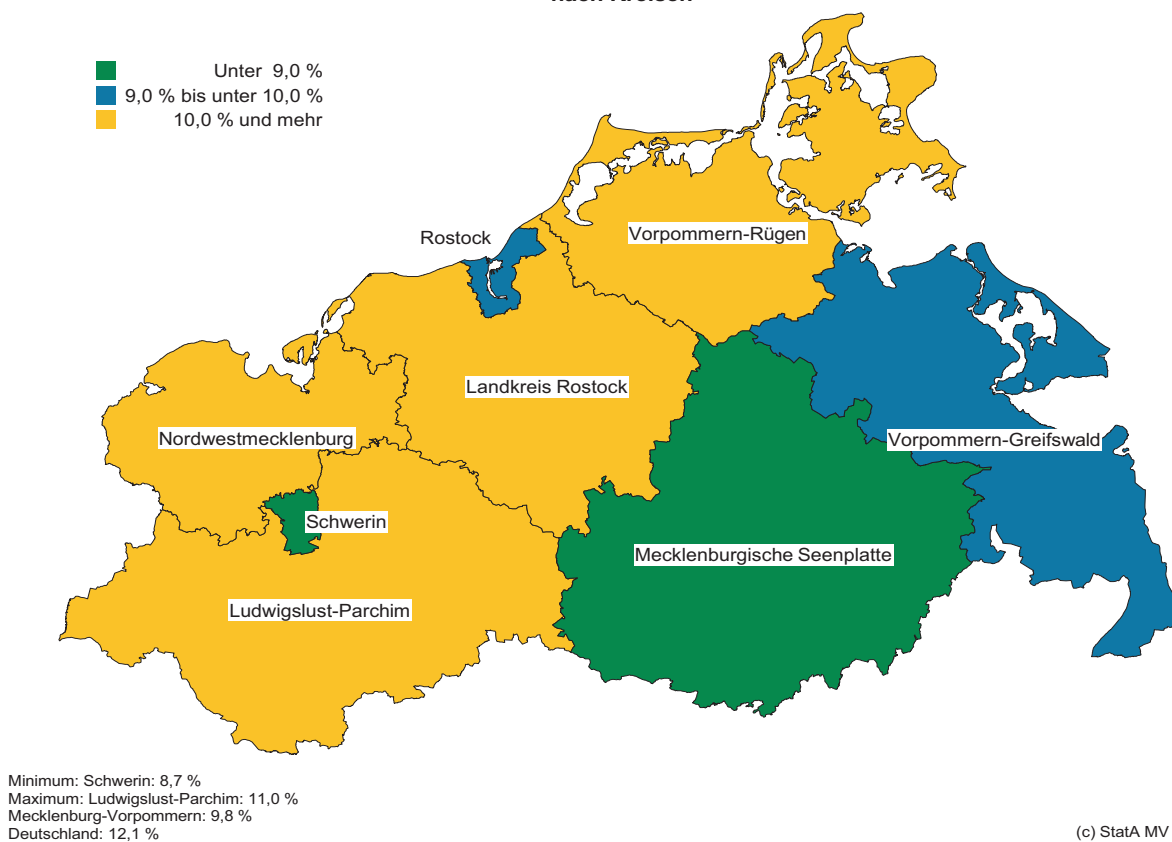 nach Kreisen
Unter 9,0 %
9,0 % bis unter 10,0 %
10,0 % und mehr
Vorpommern-Rügen
Rostock
Landkreis Rostock
Nordwestmecklenburg
Vorpommern-Greifswald
Schwerin
Mecklenburgische Seenplatte
Ludwigslust-Parchim
Minimum: Schwerin: 8,7 %
Maximum: Ludwigslust-Parchim: 11,0 %
Mecklenburg-Vorpommern: 9,8 %
Deutschland: 12,1 %
(c) StatA MV